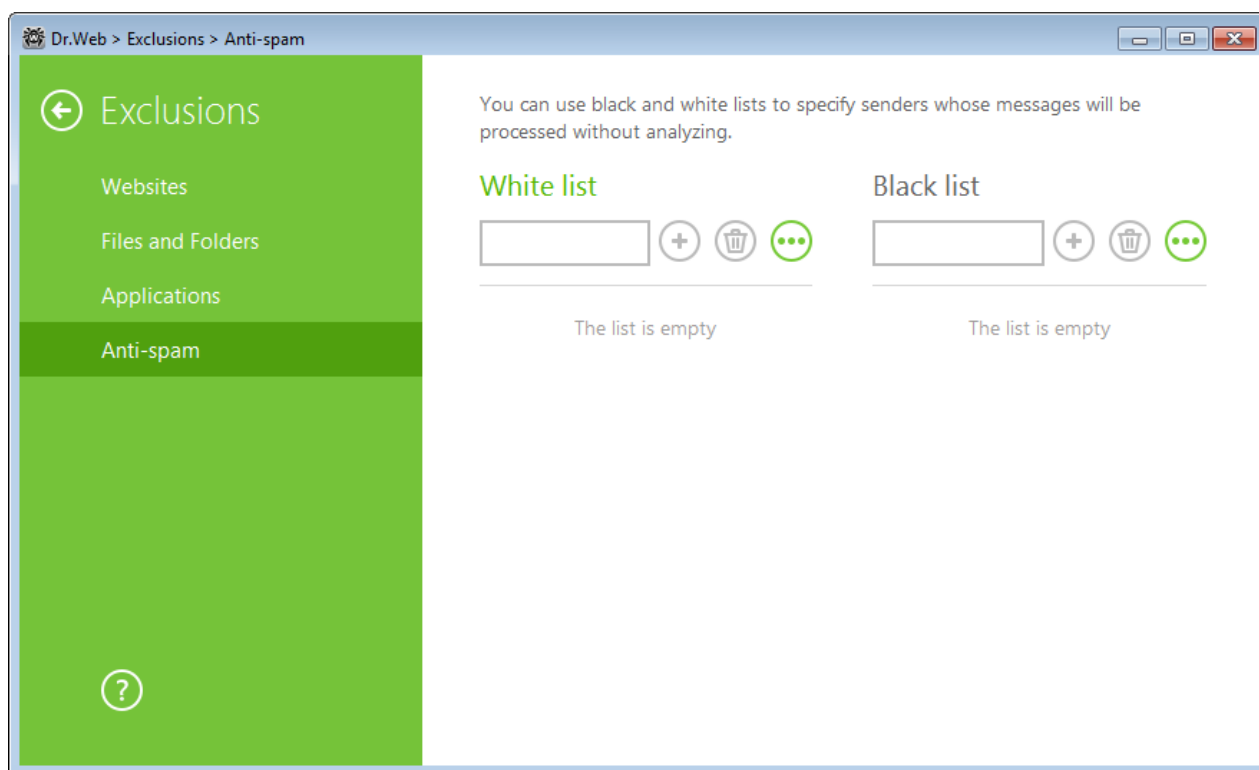 Dr.Web > Exclusions > Anti-spam
Exclusions
Websites
Files and Folders
Applications
Anti-spam
?
You can use black and white lists to specify senders whose messages will be
processed without analyzing.
White list
Black list
The list is empty
The list is empty